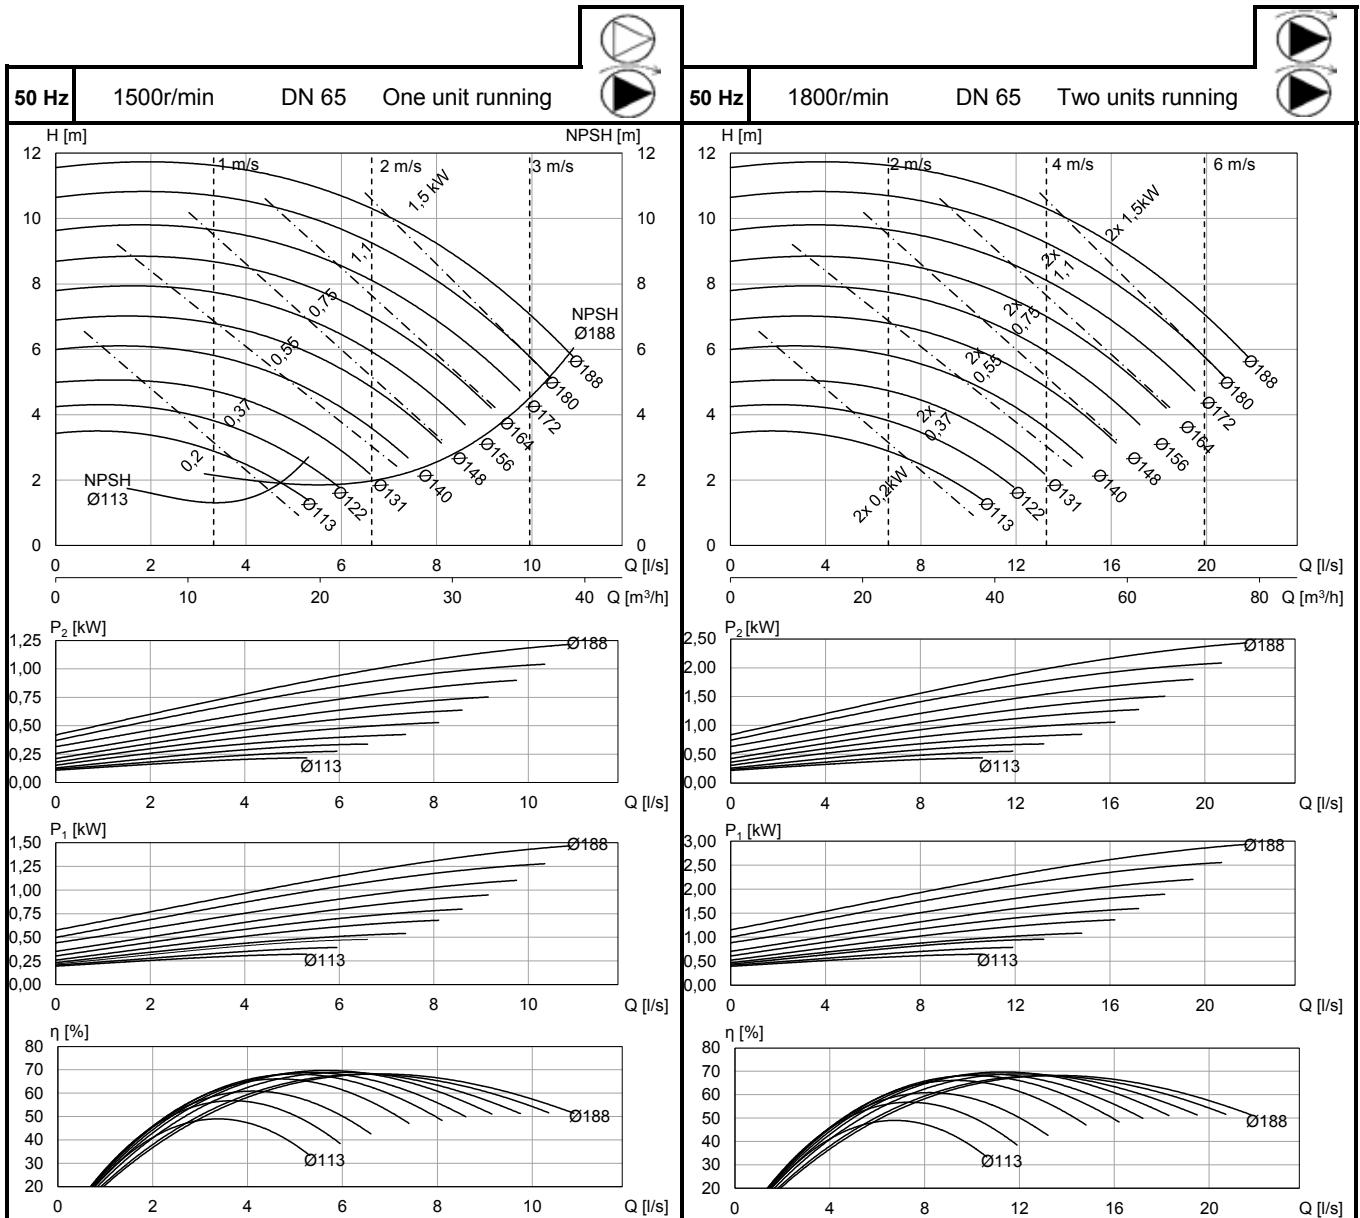 50 Hz 1500r/min DN 65 One unit running
H [m] NPSH [m]
12 1 m/s 2 m/s 3 m/s 12
1,5 kW
10 10
1,1
8 0,75 8
NPSH
Ø188
6 0,55 6
Ø188
Ø180
4 0,37 Ø172 4
Ø164
0,2 Ø156
NPSH Ø148
2 Ø140 2
Ø113 Ø131
Ø122
Ø113
0 0
0 2 4 6 8 10 Q [l/s]
0 10 20 30 40 Q [m³/h]
P₂ [kW]
1,25 Ø188
1,00
0,75
0,50
0,25 Ø113
0,00
0 2 4 6 8 10 Q [l/s]
P₁ [kW]
1,50 Ø188
1,25
1,00
0,75
0,50
0,25 Ø113
0,00
0 2 4 6 8 10 Q [l/s]
η [%]
80
70
60
50 Ø188
40
30 Ø113
20
0 2 4 6 8 10 Q [l/s]
50 Hz 1800r/min DN 65 Two units running
H [m]
12 2 m/s 4 m/s 6 m/s
2x 1,5kW
10
2x
1,1
8
2x
0,75
6 2x
0,55
Ø188
Ø180
4 2x
0,37
Ø172
Ø164
Ø156
Ø148
2 2x 0,2kW Ø140
Ø131
Ø122
Ø113
0
0 4 8 12 16 20 Q [l/s]
0 20 40 60 80 Q [m³/h]
P₂ [kW]
2,50 Ø188
2,00
1,50
1,00
0,50 Ø113
0,00
0 4 8 12 16 20 Q [l/s]
P₁ [kW]
3,00 Ø188
2,50
2,00
1,50
1,00
0,50 Ø113
0,00
0 4 8 12 16 20 Q [l/s]
η [%]
80
70
60
50 Ø188
40
30 Ø113
20
0 4 8 12 16 20 Q [l/s]